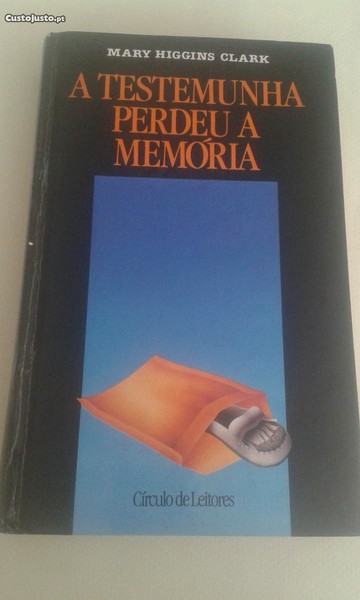 CustoJusto.pt
MARY HIGGINS CLARK
A TESTEMUNHA
PERDEU A
MEMÓRIA
Círculo de Leitores